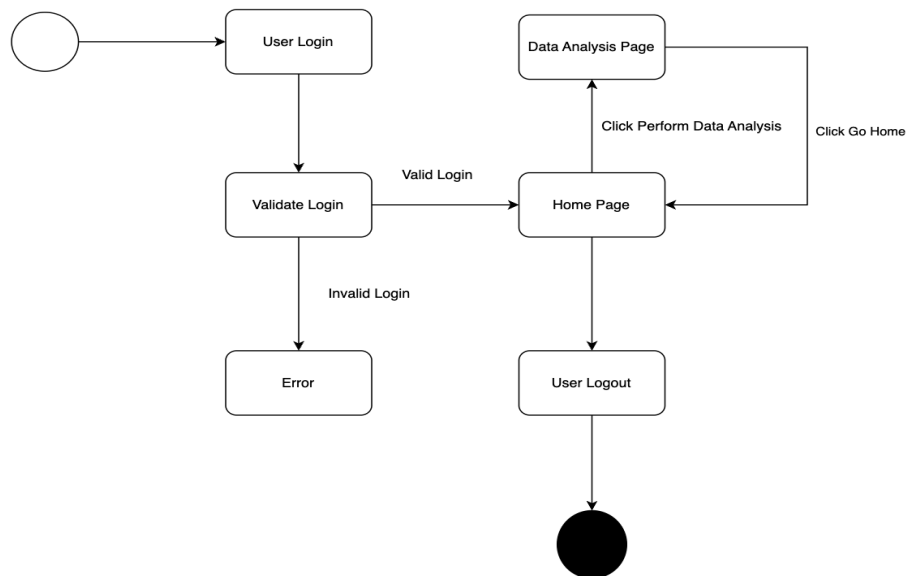 User Login
Data Analysis Page
Click Perform Data Analysis
Click Go Home
Valid Login
Validate Login
Home Page
Invalid Login
Error
User Logout